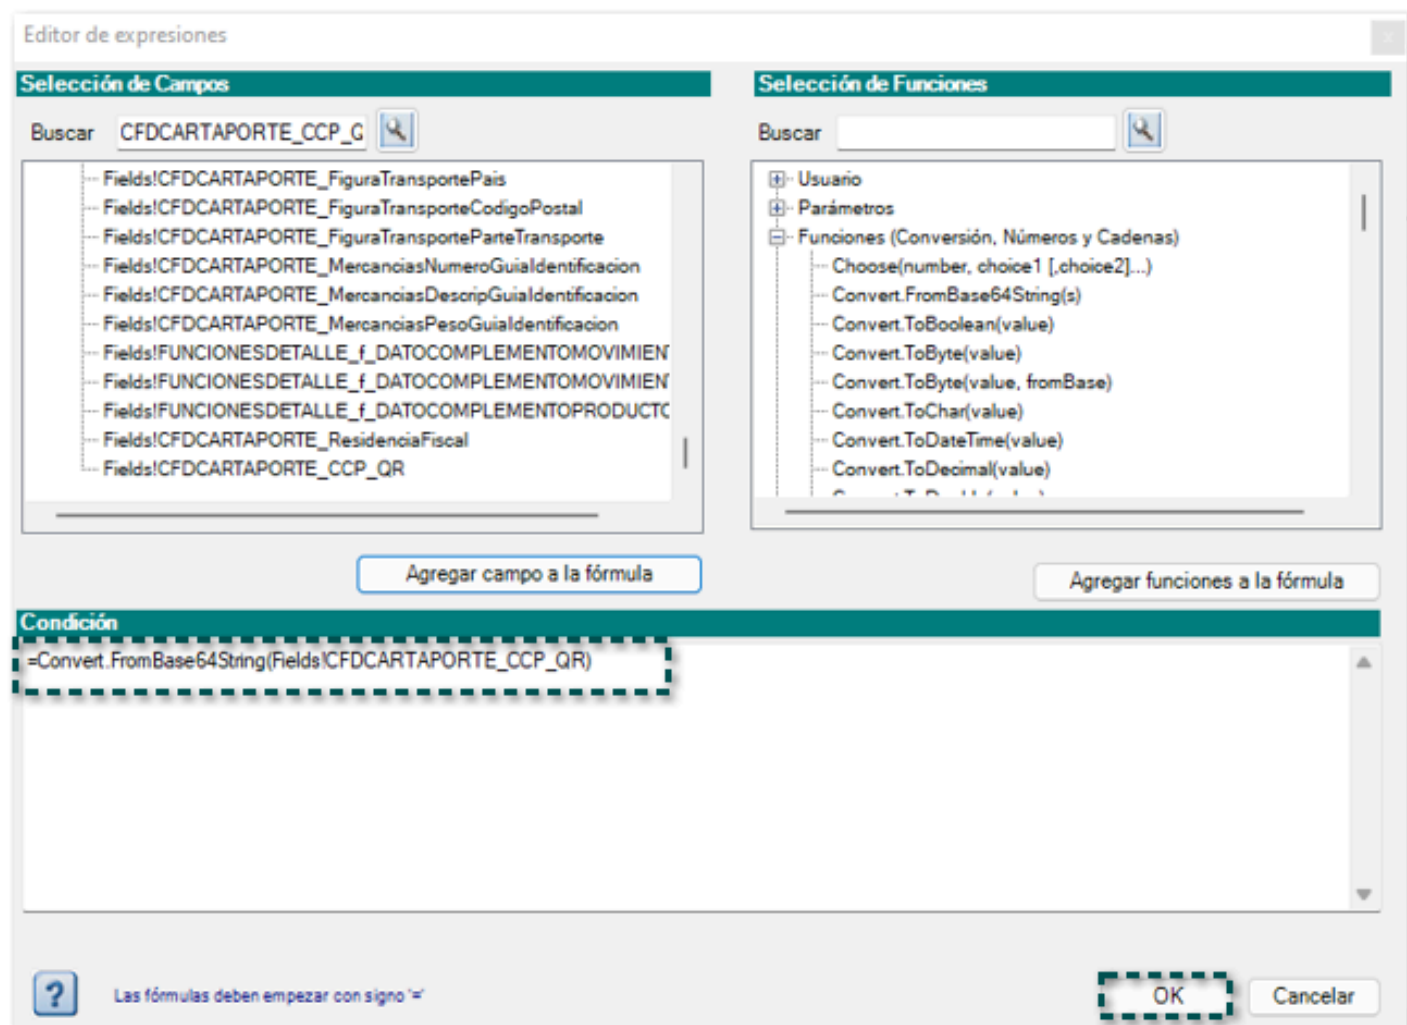 Editor de expresiones
x
Selección de Campos
Buscar CFDCARTAPORTE_CCP_Q
Fields!CFDCARTAPORTE_FiguraTransportePais
Fields!CFDCARTAPORTE_FiguraTransporteCodigoPostal
Fields!CFDCARTAPORTE_FiguraTransporteParteTransporte
Fields!CFDCARTAPORTE_MercanciasNumeroGuiaIdentificacion
Fields!CFDCARTAPORTE_MercanciasDescripGuiaIdentificacion
Fields!CFDCARTAPORTE_MercanciasPesoGuiaIdentificacion
Fields!FUNCIONESDETALLE_f_DATOCOMPLEMENTOMOVIMIEN
Fields!FUNCIONESDETALLE_f_DATOCOMPLEMENTOMOVIMIEN
Fields!FUNCIONESDETALLE_f_DATOCOMPLEMENTOPRODUCTO
Fields!CFDCARTAPORTE_ResidenciaFiscal
Fields!CFDCARTAPORTE_CCP_QR
Agregar campo a la fórmula
Selección de Funciones
Buscar
Usuario
Parámetros
Funciones (Conversión, Números y Cadenas)
Choose(number, choice1 [,choice2]...)
Convert.FromBase64String(s)
Convert.ToBoolean(value)
Convert.ToByte(value)
Convert.ToByte(value, fromBase)
Convert.ToChar(value)
Convert.ToDateTime(value)
Convert.ToDecimal(value)
Agregar funciones a la fórmula
Condición
=Convert.FromBase64String(Fields!CFDCARTAPORTE_CCP_QR)
? Las fórmulas deben empezar con signo '='
OK
Cancelar